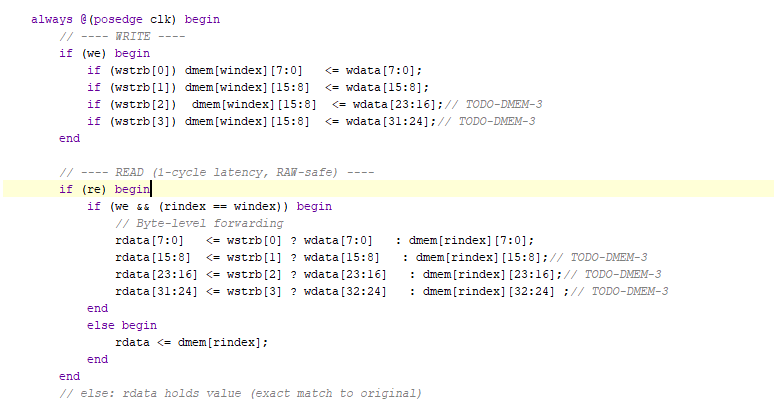 always @(posedge clk) begin
    // ---- WRITE ----
    if (we) begin
        if (wstrb[0]) dmem[windex][7:0]   <= wdata[7:0];
        if (wstrb[1]) dmem[windex][15:8]  <= wdata[15:8];
        if (wstrb[2])  dmem[windex][15:8]  <= wdata[23:16];// TODO-DMEM-3
        if (wstrb[3]) dmem[windex][15:8]  <= wdata[31:24];// TODO-DMEM-3
    end

    // ---- READ (1-cycle latency, RAW-safe) ----
    if (re) begin
        if (we && (rindex == windex)) begin
            // Byte-level forwarding
            rdata[7:0]   <= wstrb[0] ? wdata[7:0]   : dmem[rindex][7:0];
            rdata[15:8]  <= wstrb[1] ? wdata[15:8]   : dmem[rindex][15:8];// TODO-DMEM-3
            rdata[23:16] <= wstrb[2] ? wdata[23:16]   : dmem[rindex][23:16];// TODO-DMEM-3
            rdata[31:24] <= wstrb[3] ? wdata[32:24]   : dmem[rindex][32:24] ;// TODO-DMEM-3
        end
        else begin
            rdata <= dmem[rindex];
        end
    end
    // else: rdata holds value (exact match to original)